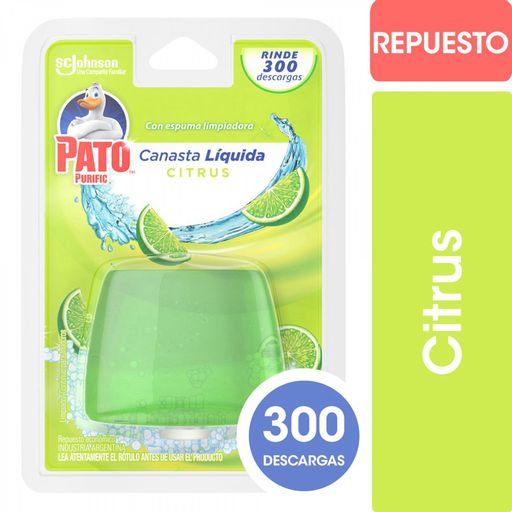 SC Johnson
Una Compañía Familiar
RINDE
300
descargas
REPUESTO
Con espuma limpiadora
PATO
PURIFIC
TM
Canasta Líquida
CITRUS
Citrus
300
DESCARGAS
Repuesto económico
INDUSTRIA ARGENTINA
LEA ATENTAMENTE EL RÓTULO ANTES DE USAR EL PRODUCTO